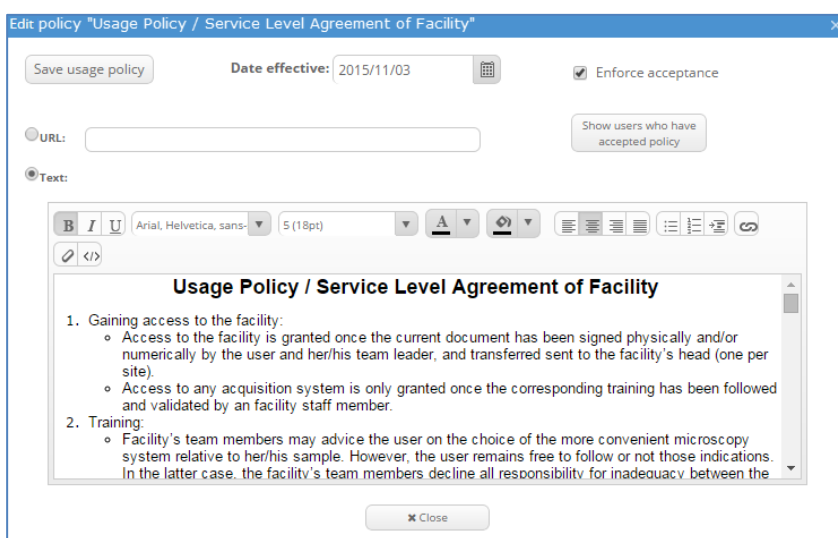 Edit policy "Usage Policy / Service Level Agreement of Facility"
Save usage policy
Date effective: 2015/11/03
Enforce acceptance
URL:
Show users who have
accepted policy
Text:
B I U Arial, Helvetica, sans- 5 (18pt) A
Usage Policy / Service Level Agreement of Facility
1. Gaining access to the facility:
Access to the facility is granted once the current document has been signed physically and/or
numerically by the user and her/his team leader, and transferred sent to the facility's head (one per
site).
Access to any acquisition system is only granted once the corresponding training has been followed
and validated by an facility staff member.
2. Training:
Facility's team members may advice the user on the choice of the more convenient microscopy
system relative to her/his sample. However, the user remains free to follow or not those indications.
In the latter case, the facility's team members decline all responsibility for inadequacy between the
Close